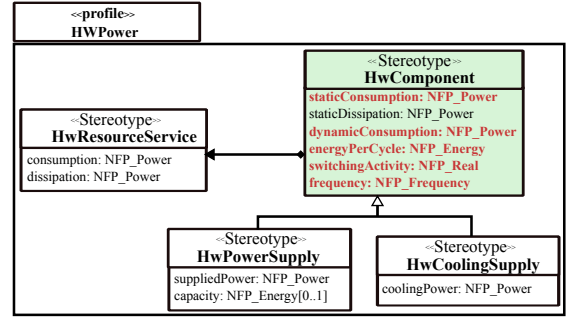 «profile»
HWPower
«Stereotype»
HwComponent
staticConsumption: NFP_Power
staticDissipation: NFP_Power
dynamicConsumption: NFP_Power
energyPerCycle: NFP_Energy
switchingActivity: NFP_Real
frequency: NFP_Frequency
«Stereotype»
HwResourceService
consumption: NFP_Power
dissipation: NFP_Power
«Stereotype»
HwPowerSupply
suppliedPower: NFP_Power
capacity: NFP_Energy[0..1]
«Stereotype»
HwCoolingSupply
coolingPower: NFP_Power